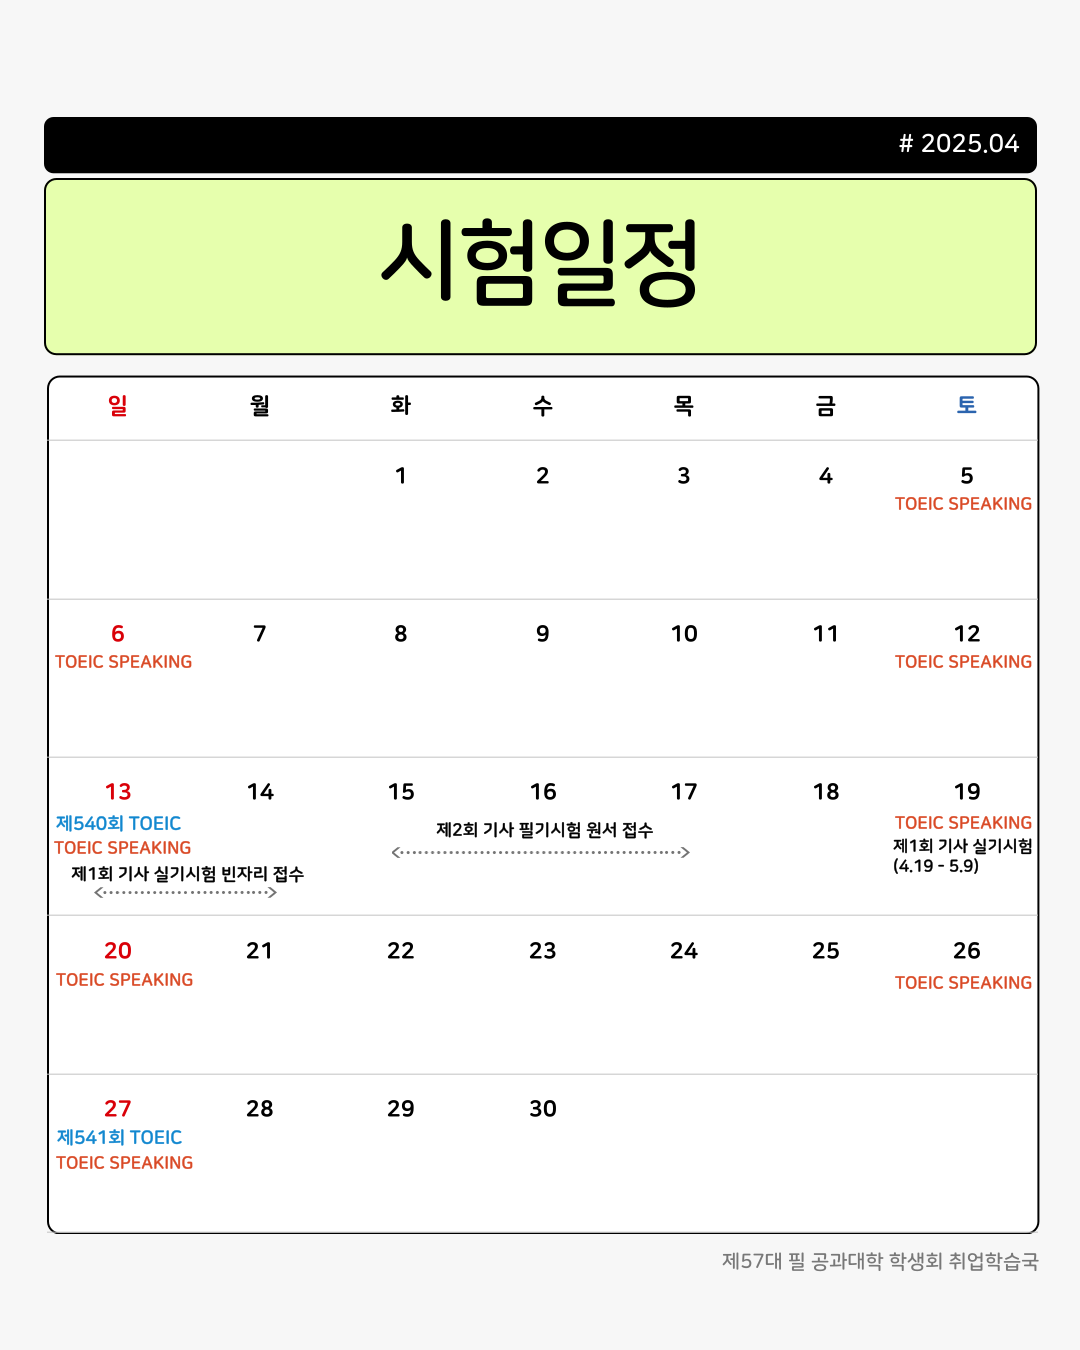 # 2025.04
시험일정
일 월 화 수 목 금 토
1 2 3 4 5
TOEIC SPEAKING
6 7 8 9 10 11 12
TOEIC SPEAKING TOEIC SPEAKING
13 14 15 16 17 18 19
제540회 TOEIC 제2회 기사 필기시험 원서 접수 TOEIC SPEAKING
TOEIC SPEAKING 제1회 기사 실기시험
제1회 기사 실기시험 빈자리 접수 (4.19 - 5.9)
20 21 22 23 24 25 26
TOEIC SPEAKING TOEIC SPEAKING
27 28 29 30
제541회 TOEIC
TOEIC SPEAKING
제57대 필 공과대학 학생회 취업학습국